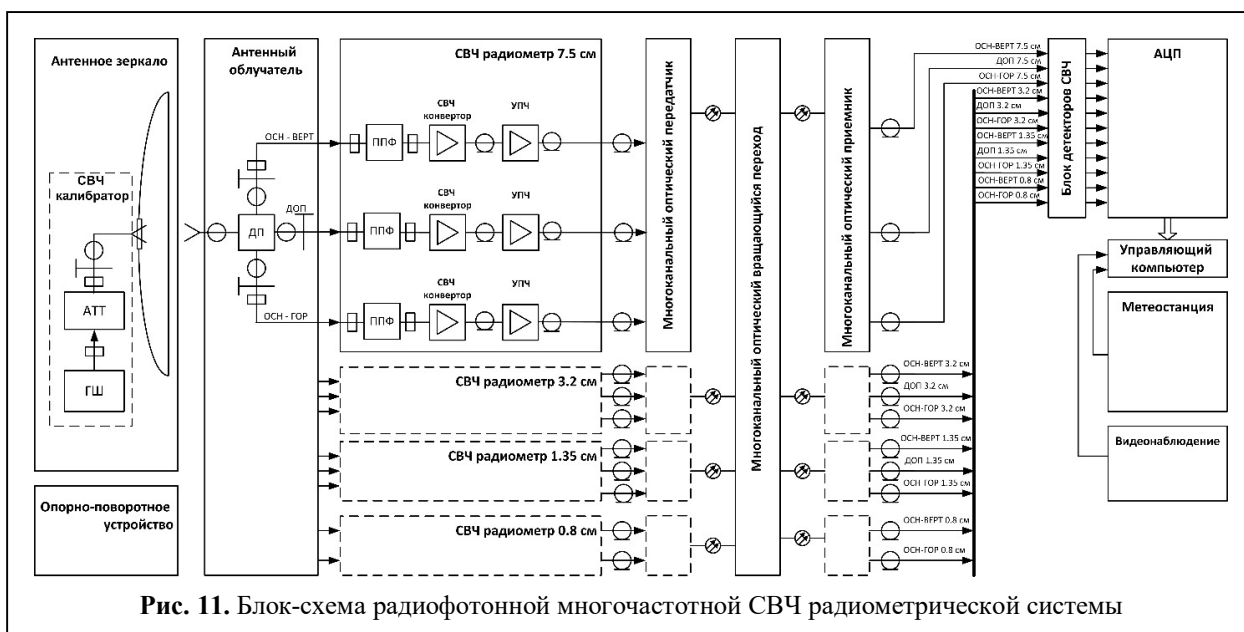 Антенное зеркало
СВЧ
калибратор
АТТ
ГШ
Опорно-поворотное
устройство
Антенный
облучатель
ОСН - ВЕРТ
ДОП
ДП
ОСН - ГОР
СВЧ радиометр 7.5 см
СВЧ
конвертор
УПЧ
ППФ
СВЧ
конвертор
УПЧ
ППФ
СВЧ
конвертор
УПЧ
ППФ
СВЧ радиометр 3.2 см
СВЧ радиометр 1.35 см
СВЧ радиометр 0.8 см
Многоканальный оптический передатчик
Многоканальный оптический вращающийся переход
Многоканальный оптический приемник
ОСН-ВЕРТ 7.5 см
ДОП 7.5 см
ОСН-ГОР 7.5 см
ОСН-ВЕРТ 3.2 см
ДОП 3.2 см
ОСН-ГОР 3.2 см
ОСН-ВЕРТ 1.35 см
ДОП 1.35 см
ОСН-ГОР 1.35 см
ОСН-ВЕРТ 0.8 см
ОСН-ГОР 0.8 см
ОСН-ВЕРТ 3.2 см
ДОП 3.2 см
ОСН-ГОР 3.2 см
ОСН-ВЕРТ 1.35 см
ДОП 1.35 см
ОСН-ГОР 1.35 см
ОСН-ВЕРТ 0.8 см
ОСН-ГОР 0.8 см
Блок детекторов СВЧ
АЦП
Управляющий
компьютер
Метеостанция
Видеонаблюдение
Рис. 11. Блок-схема радиофотонной многочастотной СВЧ радиометрической системы